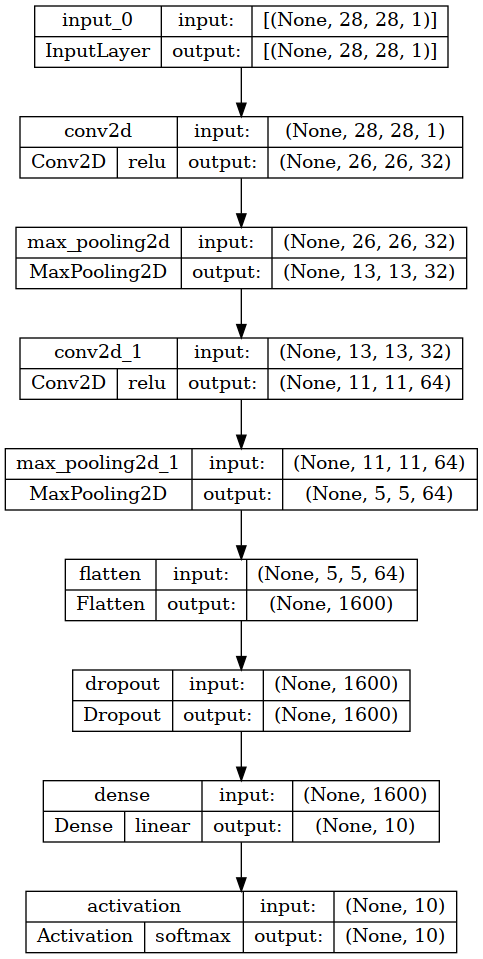 input_0 input: [(None, 28, 28, 1)]
InputLayer output: [(None, 28, 28, 1)]
conv2d input: (None, 28, 28, 1)
Conv2D relu output: (None, 26, 26, 32)
max_pooling2d input: (None, 26, 26, 32)
MaxPooling2D output: (None, 13, 13, 32)
conv2d_1 input: (None, 13, 13, 32)
Conv2D relu output: (None, 11, 11, 64)
max_pooling2d_1 input: (None, 11, 11, 64)
MaxPooling2D output: (None, 5, 5, 64)
flatten input: (None, 5, 5, 64)
Flatten output: (None, 1600)
dropout input: (None, 1600)
Dropout output: (None, 1600)
dense input: (None, 1600)
Dense linear output: (None, 10)
activation input: (None, 10)
Activation softmax output: (None, 10)